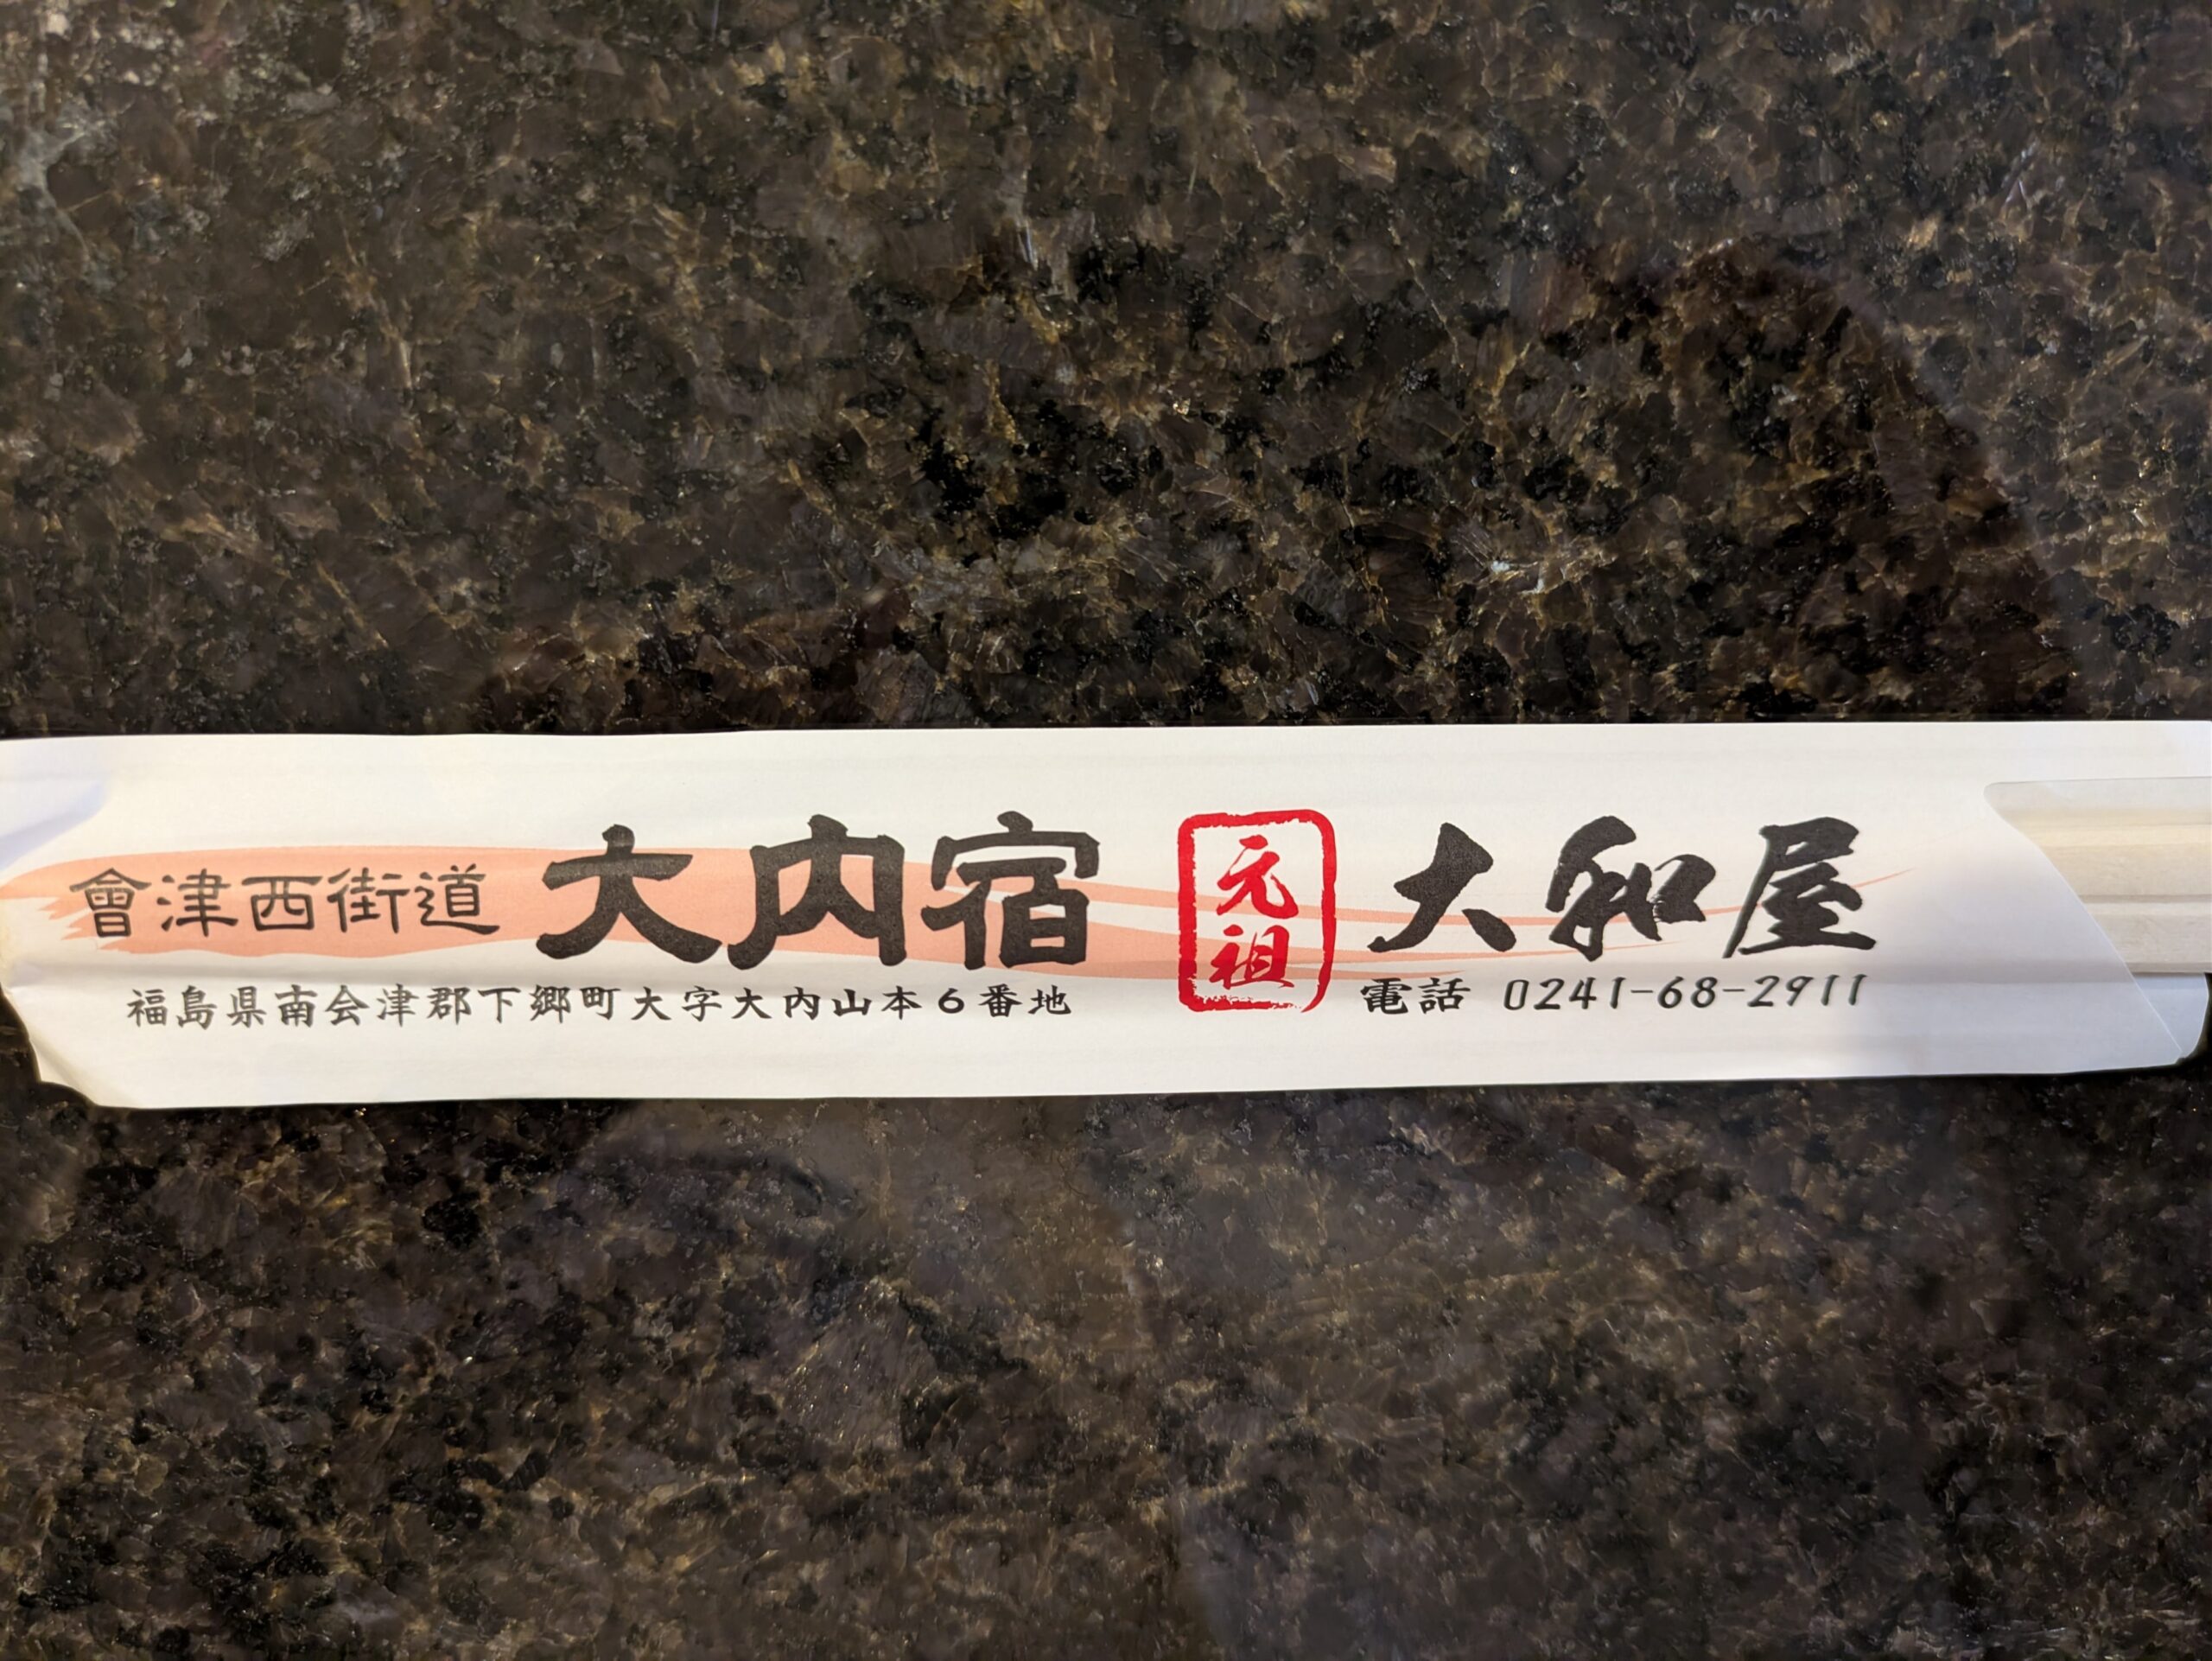 會津西街道 大内宿 元祖 大和屋
福島県南会津郡下郷町大字大内山本6番地 電話 0241-68-2911